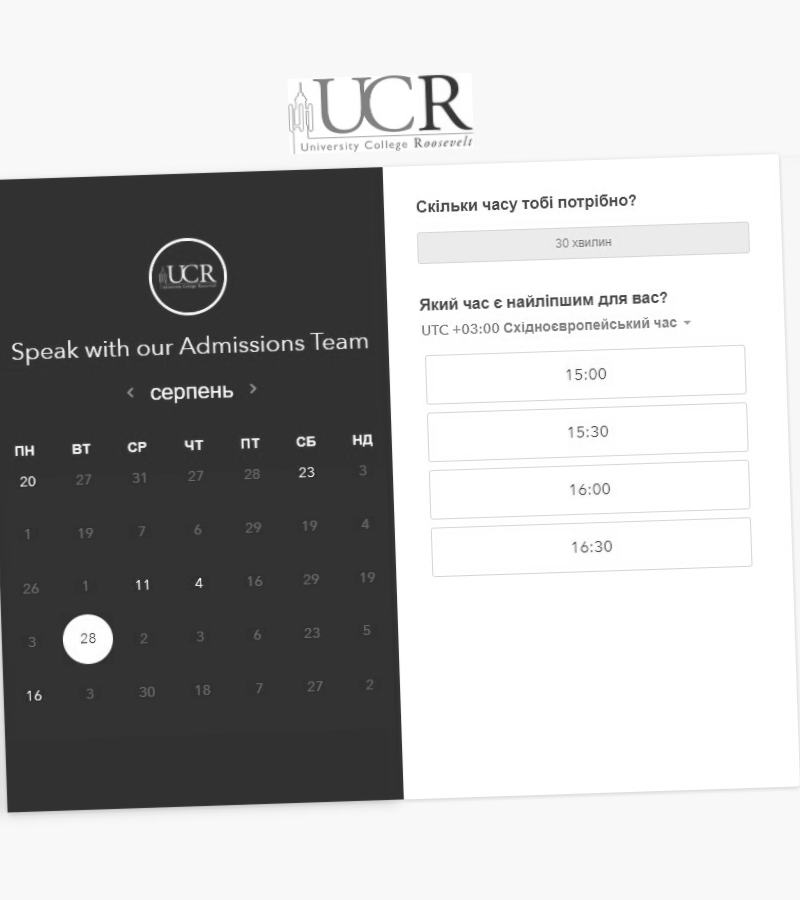 UCR
University College Roosevelt
UCR
Speak with our Admissions Team
серпень
ПН ВТ СР ЧТ ПТ СБ НД
20 27 31 27 28 23 3
1 19 7 6 29 19 4
26 1 11 4 16 29 19
3 28 2 3 6 23 5
16 3 30 18 7 27 2
Скільки часу тобі потрібно?
30 хвилин
Який час є найліпшим для вас?
UTC +03:00 Східноєвропейський час
15:00
15:30
16:00
16:30